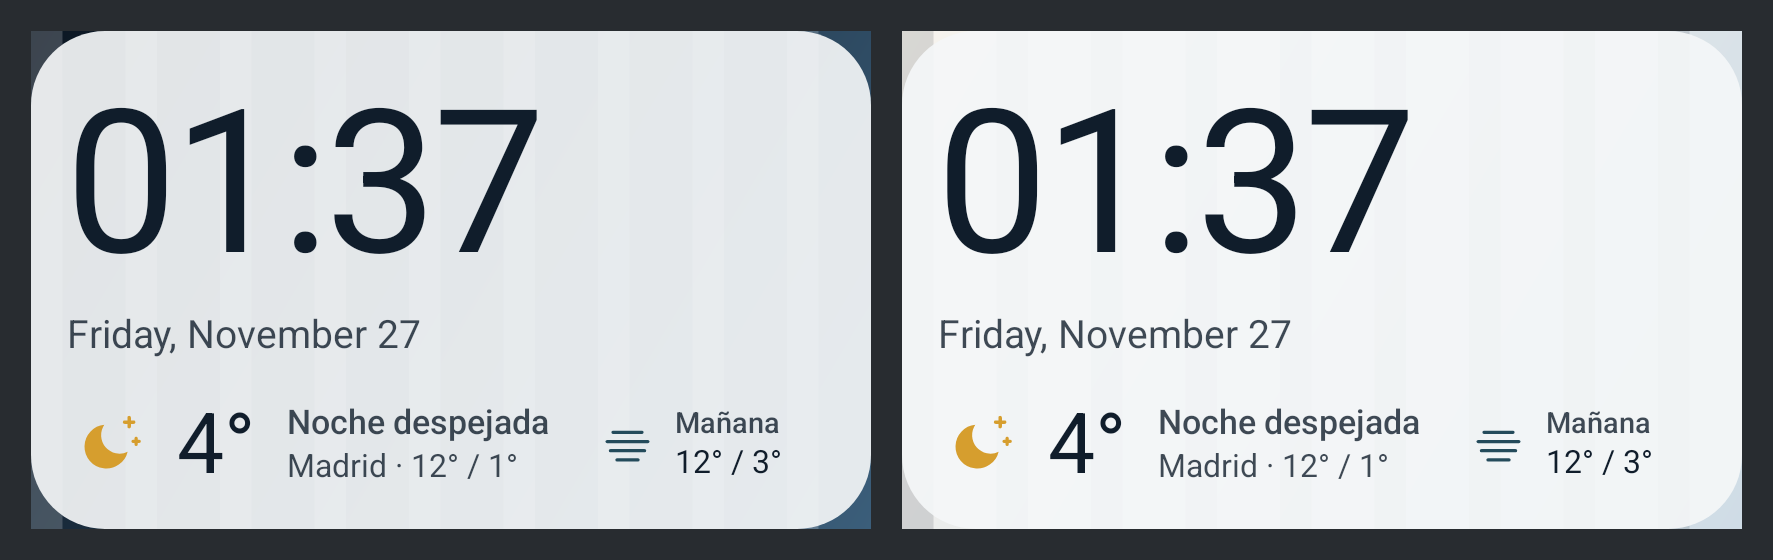 01:37
Friday, November 27
4°
Noche despejada
Madrid · 12° / 1°
Mañana
12° / 3°
01:37
Friday, November 27
4°
Noche despejada
Madrid · 12° / 1°
Mañana
12° / 3°